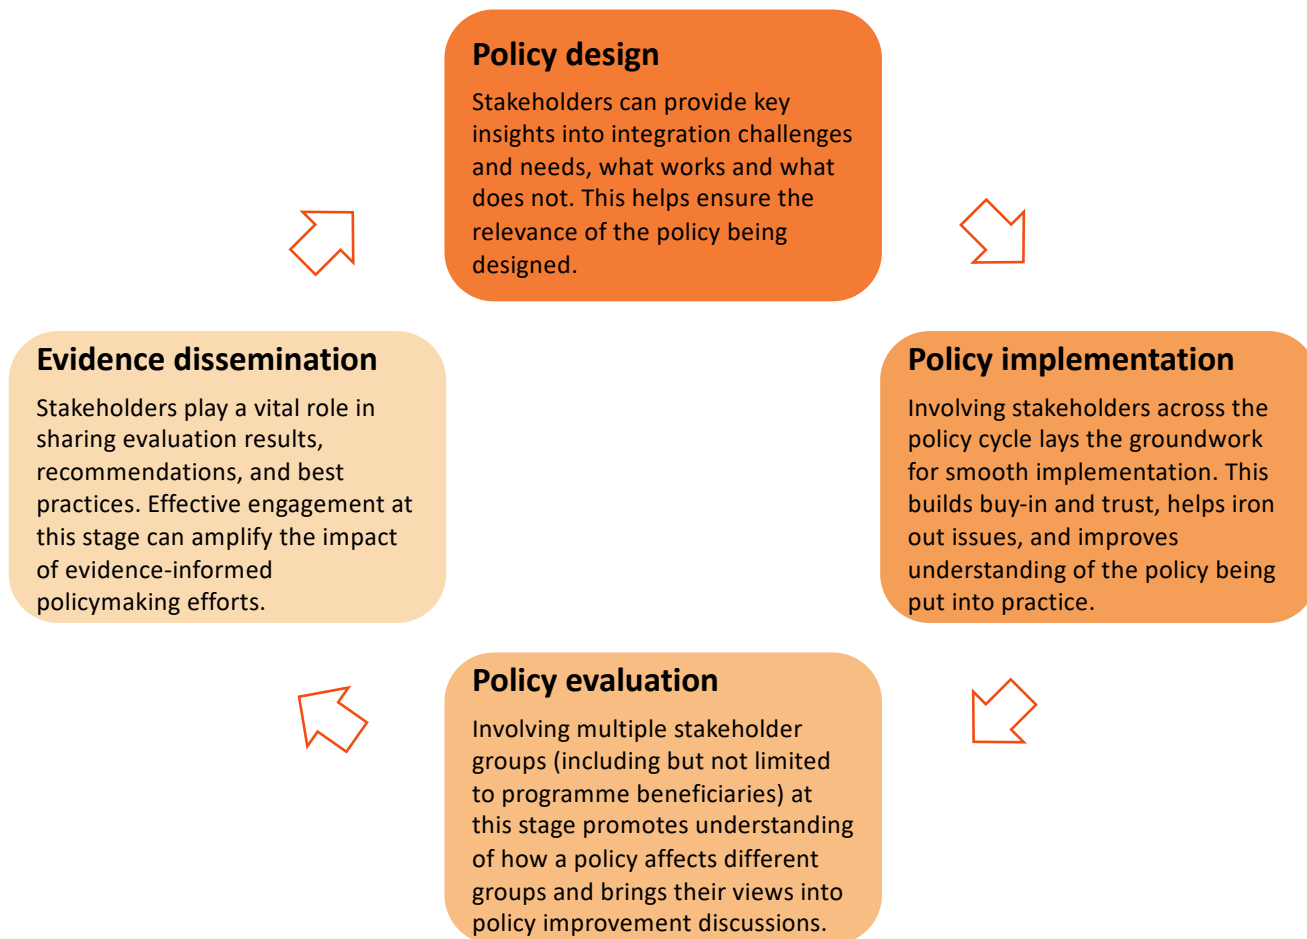 Policy design
Stakeholders can provide key
insights into integration challenges
and needs, what works and what
does not. This helps ensure the
relevance of the policy being
designed.
Evidence dissemination
Stakeholders play a vital role in
sharing evaluation results,
recommendations, and best
practices. Effective engagement at
this stage can amplify the impact
of evidence-informed
policymaking efforts.
Policy implementation
Involving stakeholders across the
policy cycle lays the groundwork
for smooth implementation. This
builds buy-in and trust, helps iron
out issues, and improves
understanding of the policy being
put into practice.
Policy evaluation
Involving multiple stakeholder
groups (including but not limited
to programme beneficiaries) at
this stage promotes understanding
of how a policy affects different
groups and brings their views into
policy improvement discussions.